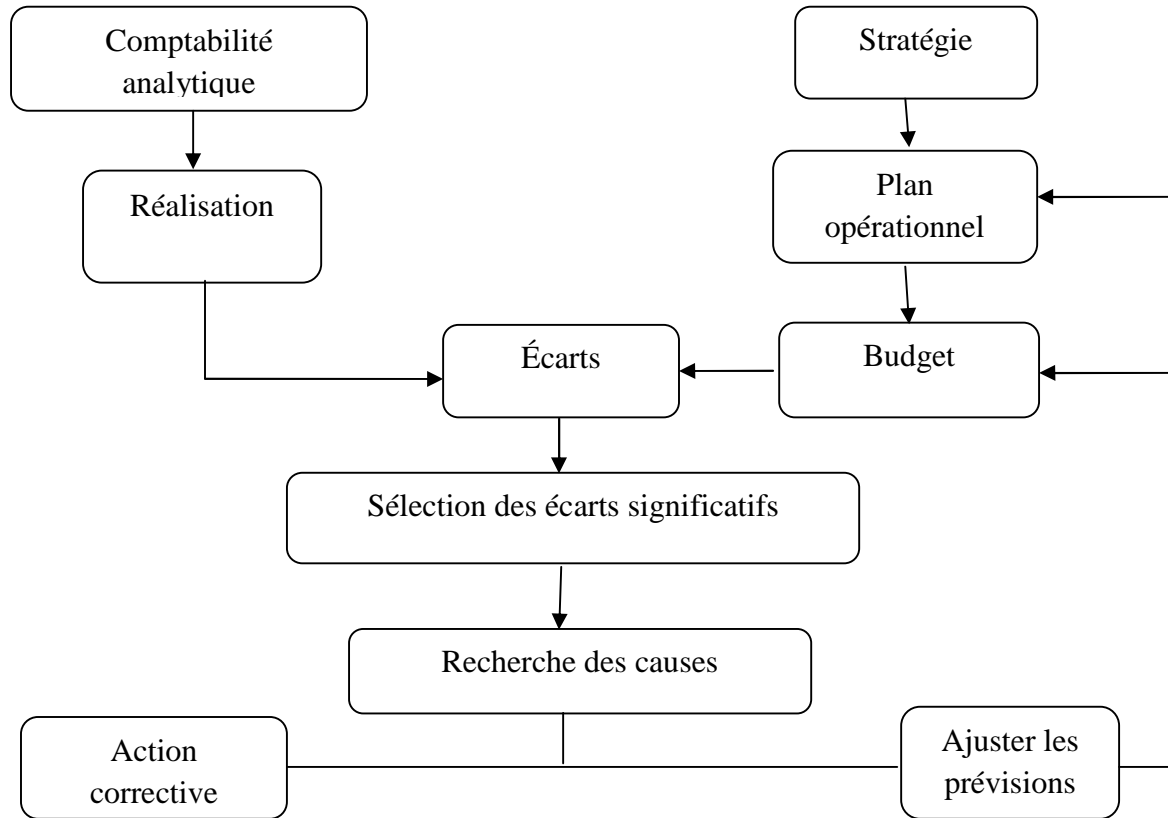 Comptabilité
analytique
Stratégie
Réalisation
Plan
opérationnel
Écarts
Budget
Sélection des écarts significatifs
Recherche des causes
Action
corrective
Ajuster les
prévisions